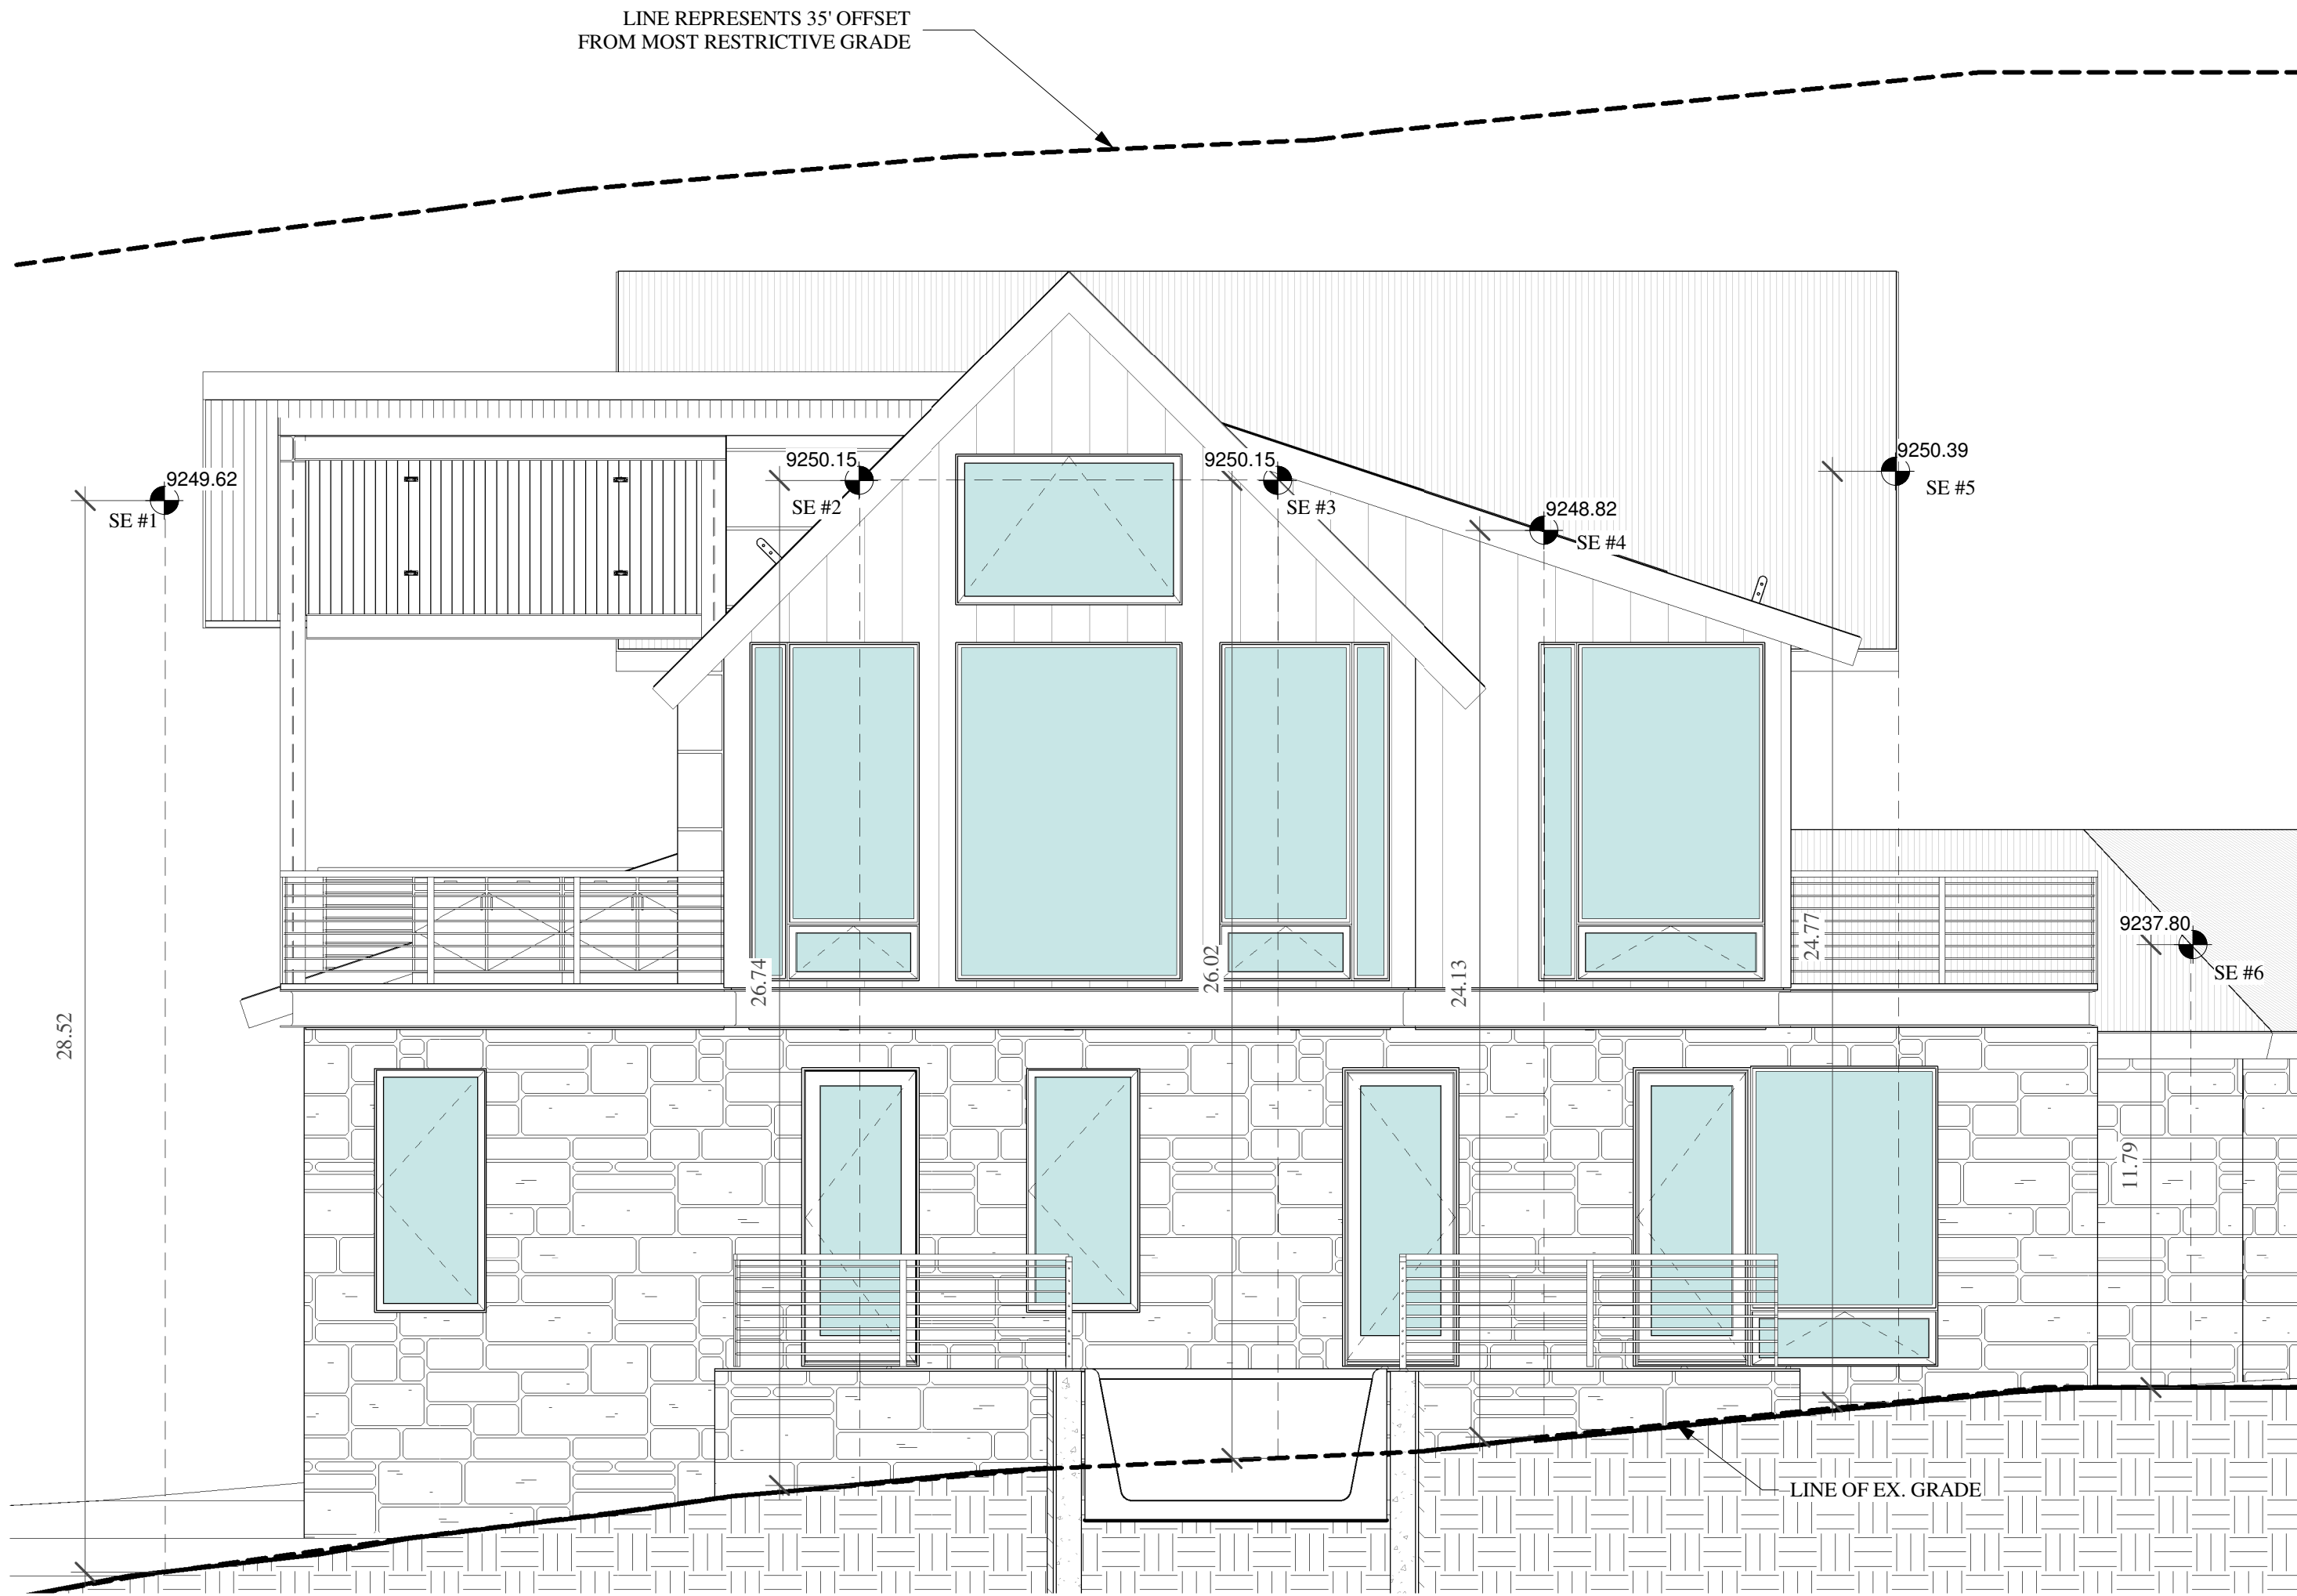 LINE REPRESENTS 35' OFFSET
FROM MOST RESTRICTIVE GRADE
9249.62
SE #1
9250.15
SE #2
9250.15
SE #3
9248.82
SE #4
9250.39
SE #5
9237.80
SE #6
28.52
26.74
26.02
24.13
24.77
11.79
LINE OF EX. GRADE